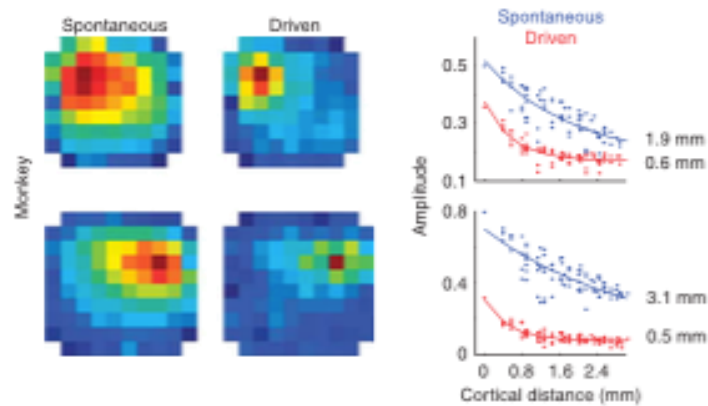 Spontaneous
Driven
Monkey
Spontaneous
Driven
Amplitude
0.5
0.3
0.1
1.9 mm
0.6 mm
0.8
0.4
0
3.1 mm
0.5 mm
0 0.8 1.6 2.4
Cortical distance (mm)